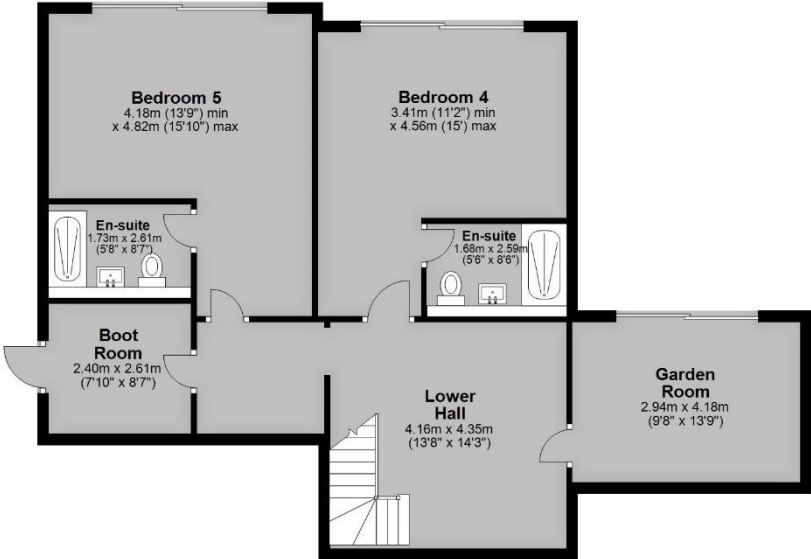 Bedroom 5
4.18m (13'9") min
x 4.82m (15'10") max
Bedroom 4
3.41m (11'2") min
x 4.56m (15') max
En-suite
1.73m x 2.61m
(5'8" x 8'7")
En-suite
1.68m x 2.59m
(5'6" x 8'6")
Boot
Room
2.40m x 2.61m
(7'10" x 8'7")
Lower
Hall
4.16m x 4.35m
(13'8" x 14'3")
Garden
Room
2.94m x 4.18m
(9'8" x 13'9")